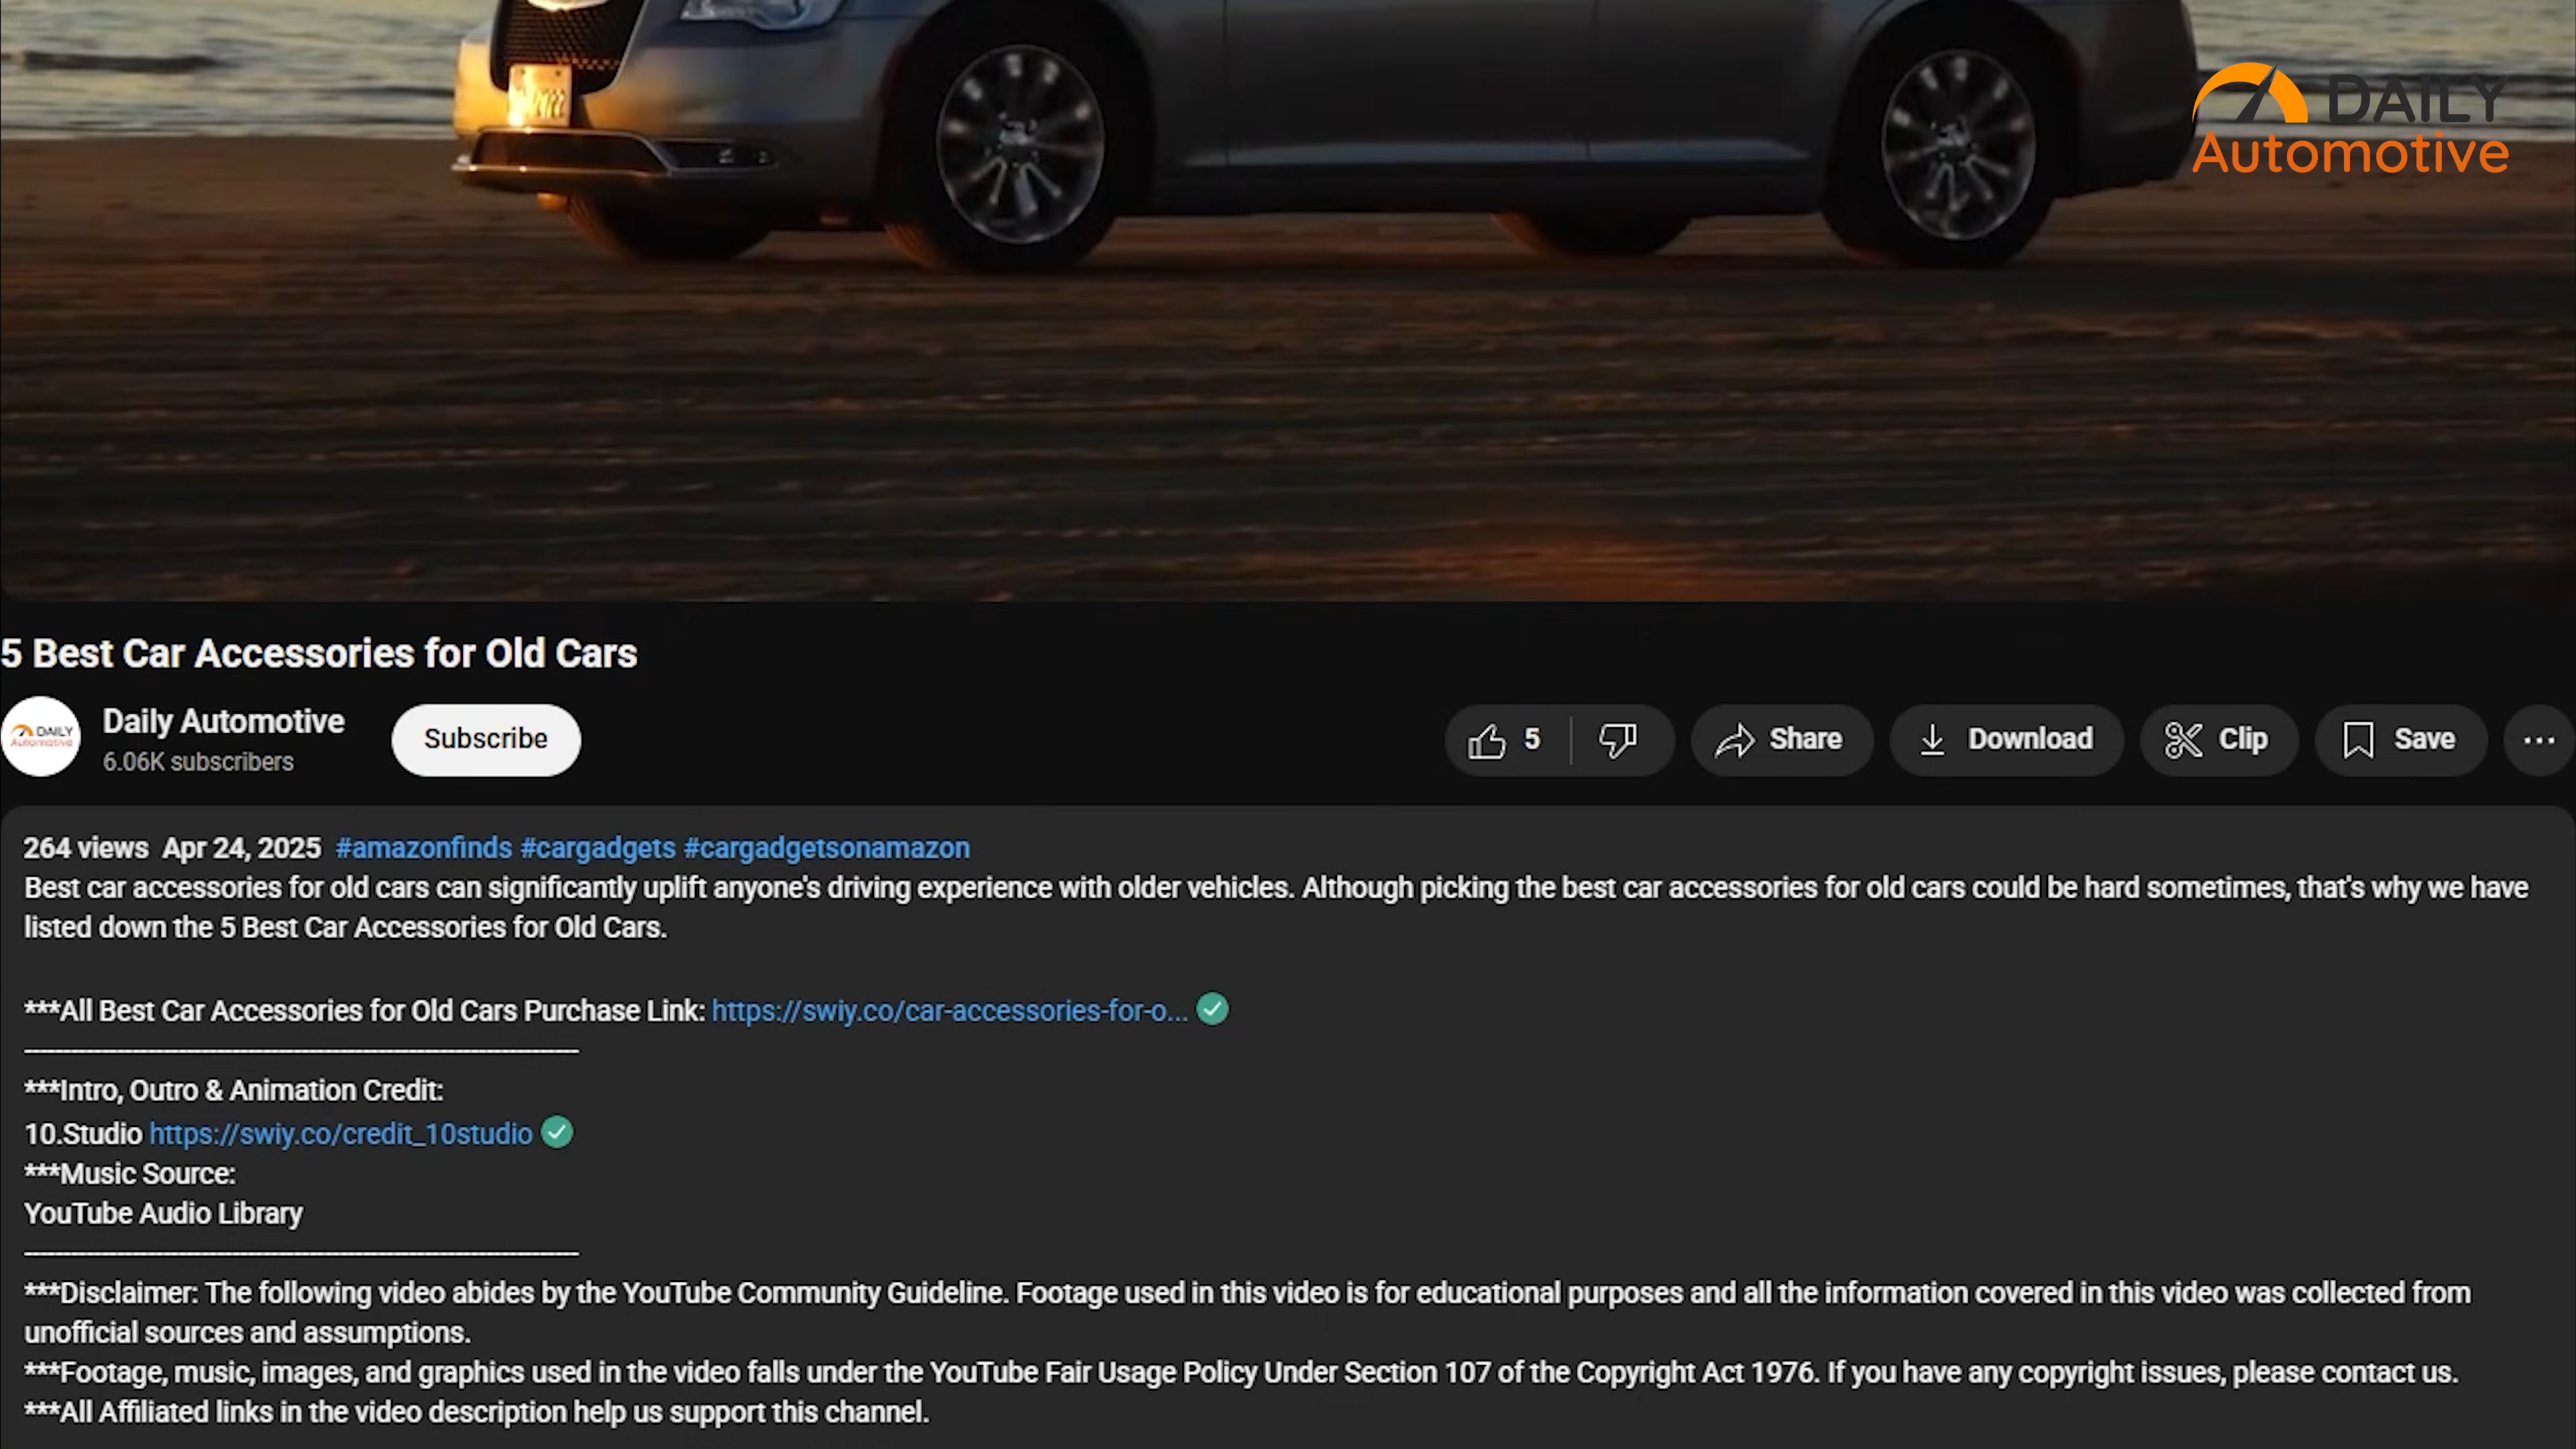 DAILY
Automotive
5 Best Car Accessories for Old Cars
DAILY
Automotive
Daily Automotive
6.06K subscribers
Subscribe
5
Share
Download
Clip
Save
264 views Apr 24, 2025 #amazonfinds #cargadgets #cargadgetsonamazon
Best car accessories for old cars can significantly uplift anyone's driving experience with older vehicles. Although picking the best car accessories for old cars could be hard sometimes, that's why we have
listed down the 5 Best Car Accessories for Old Cars.
***All Best Car Accessories for Old Cars Purchase Link: https://swiy.co/car-accessories-for-o...
***Intro, Outro & Animation Credit:
10.Studio https://swiy.co/credit_10studio
***Music Source:
YouTube Audio Library
***Disclaimer: The following video abides by the YouTube Community Guideline. Footage used in this video is for educational purposes and all the information covered in this video was collected from
unofficial sources and assumptions.
***Footage, music, images, and graphics used in the video falls under the YouTube Fair Usage Policy Under Section 107 of the Copyright Act 1976. If you have any copyright issues, please contact us.
***All Affiliated links in the video description help us support this channel.